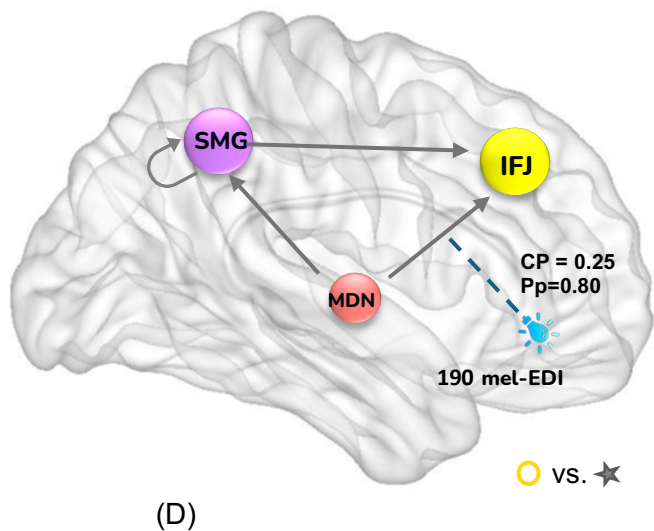 SMG
IFJ
MDN
CP = 0.25
Pp=0.80
190 mel-EDI
vs.
(D)